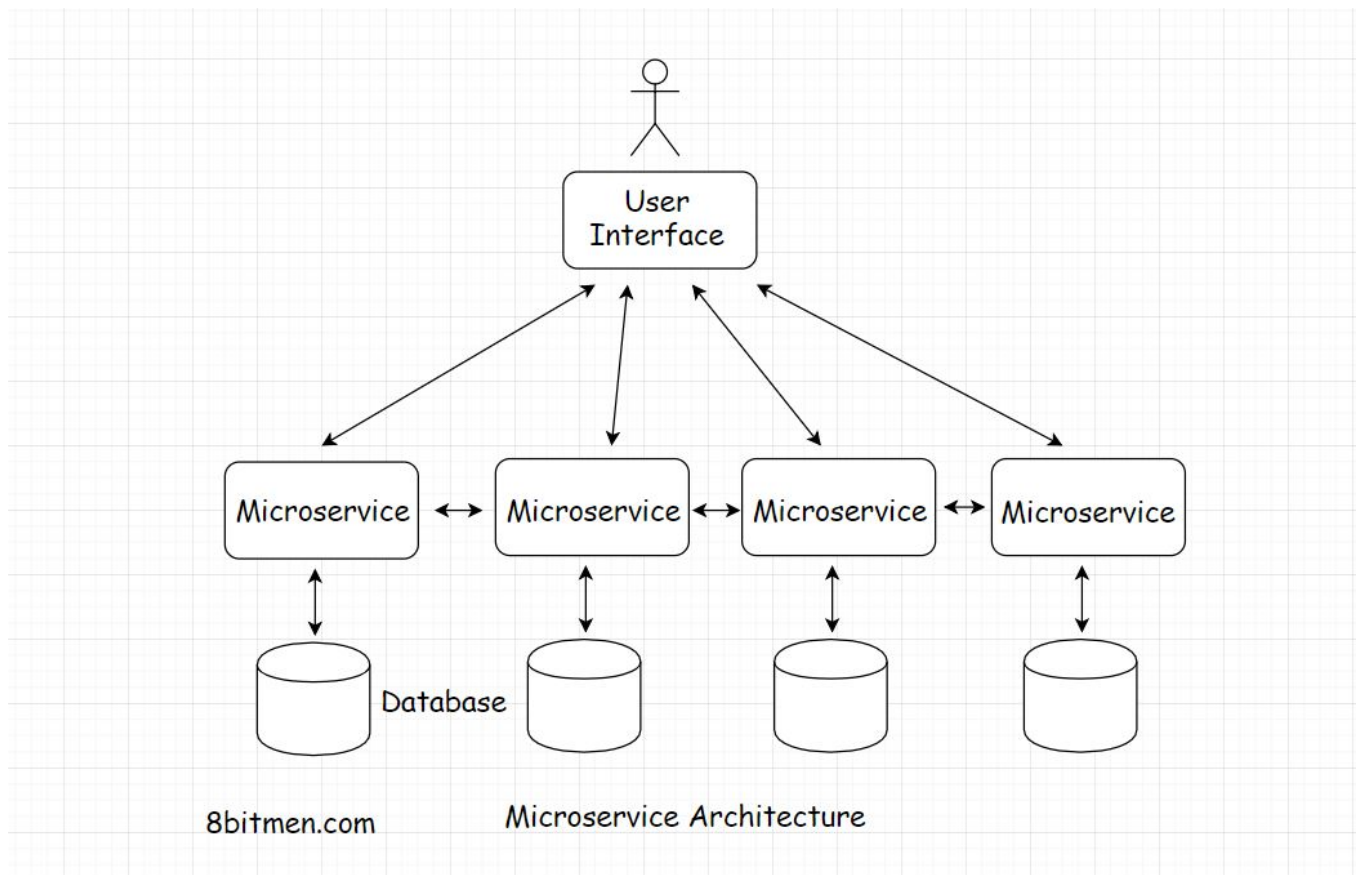 User
Interface
Microservice
Microservice
Microservice
Microservice
Database
8bitmen.com
Microservice Architecture